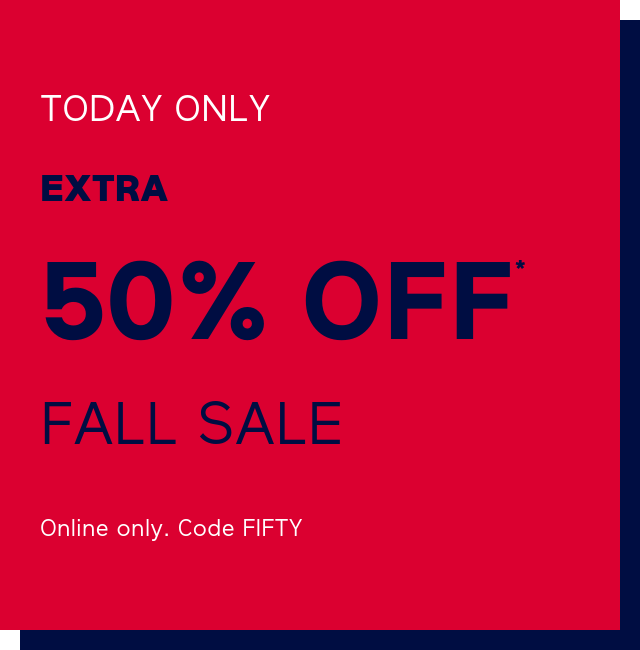 TODAY ONLY
EXTRA
50% OFF*
FALL SALE
Online only. Code FIFTY